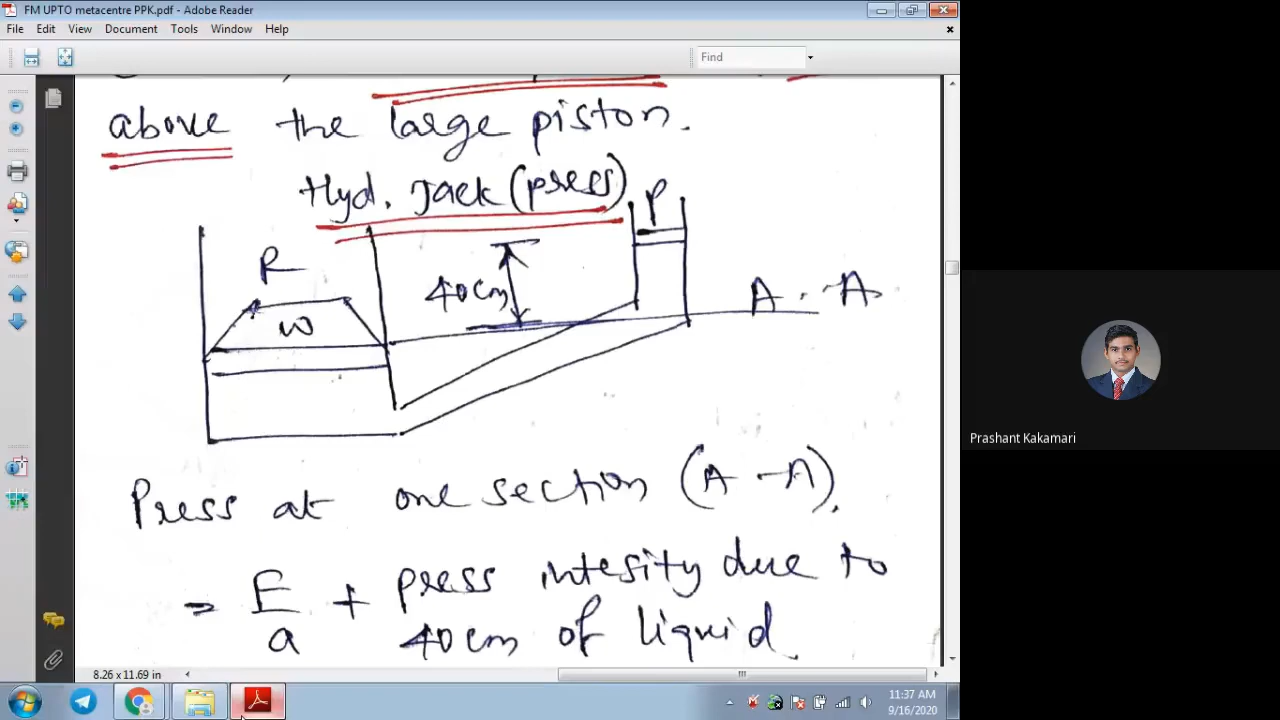 FM UPTO metacentre PPK.pdf - Adobe Reader
File Edit View Document Tools Window Help
Find
above the large piston.
Hyd. Jack (press)
P
R
40cm
W
A - A
Press at one section (A - A).
= F/a + press intesity due to
40cm of liquid.
Prashant Kakamari
8.26 x 11.69 in
11:37 AM
9/16/2020